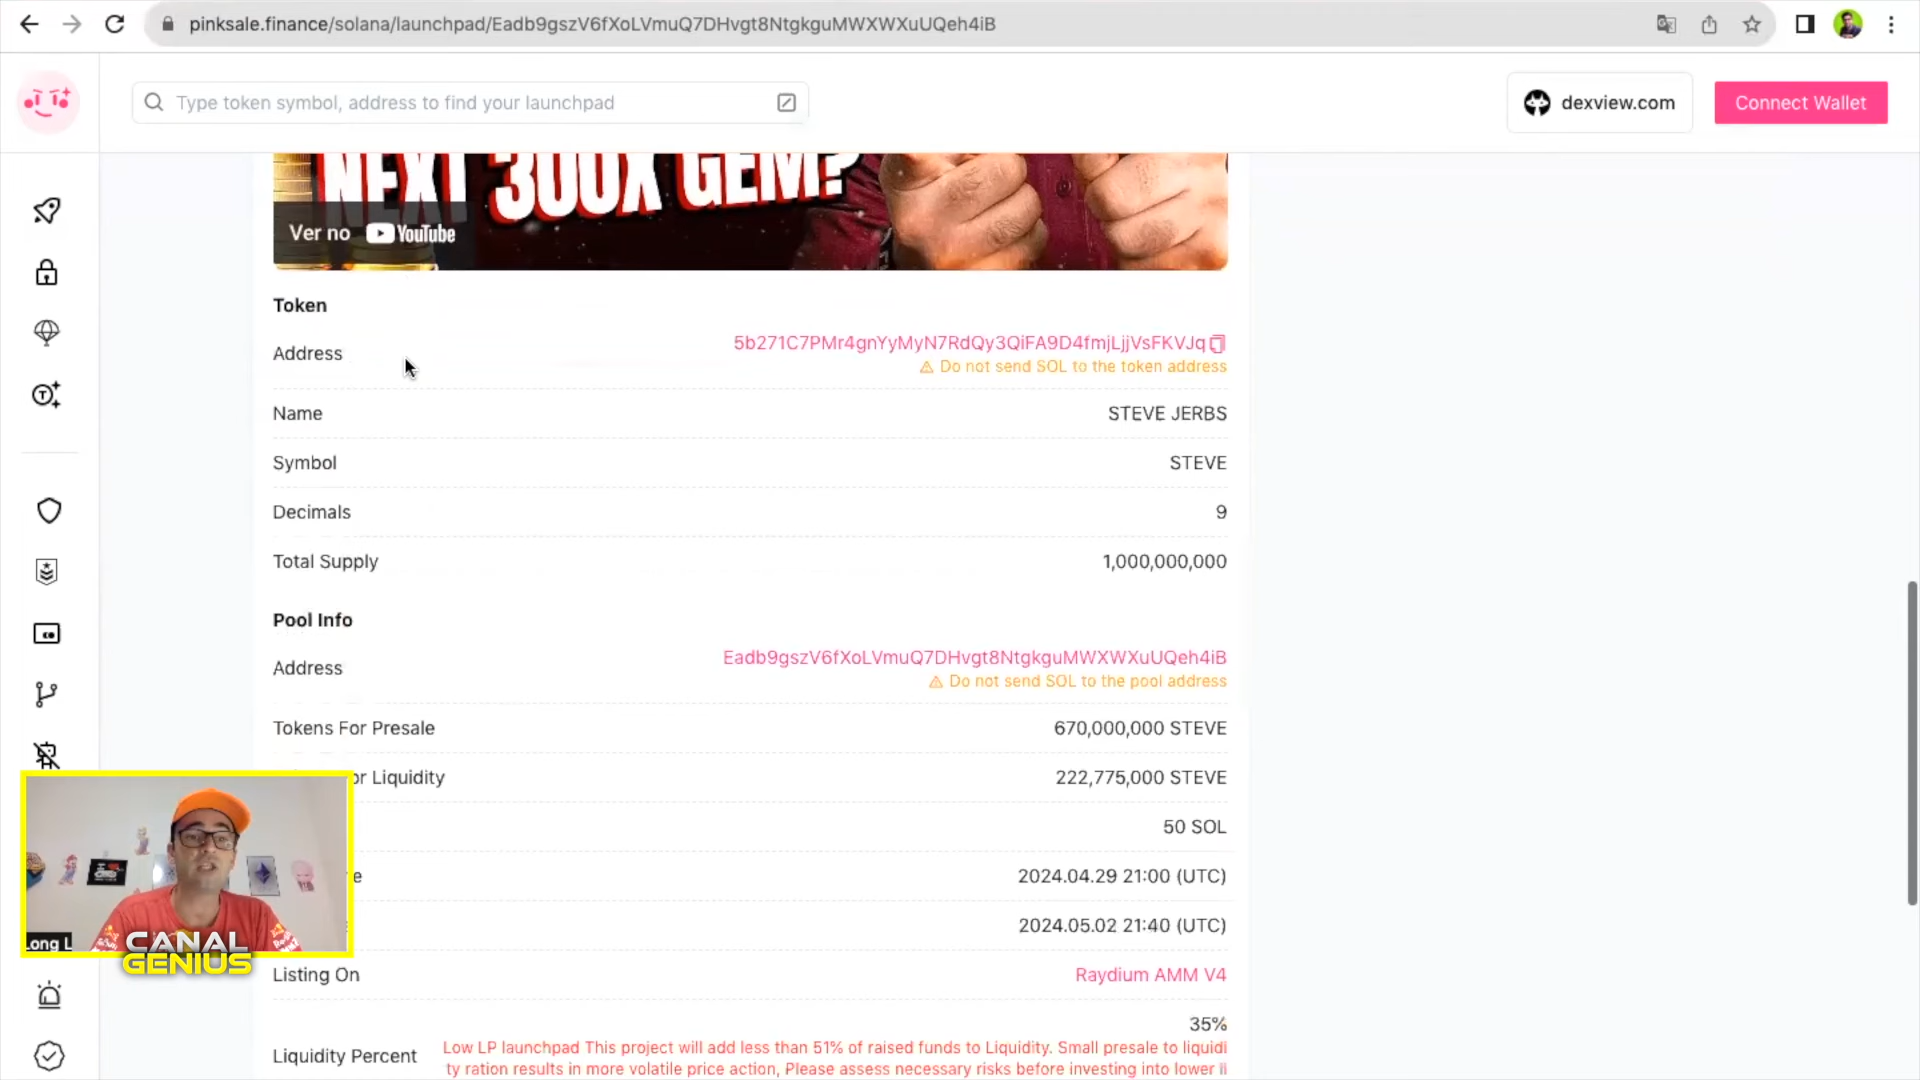 pinksale.finance/solana/launchpad/Eadb9gszV6fXoLVmuQ7DHvgt8NtgkguMWXWXuUQeh4iB
Type token symbol, address to find your launchpad
dexview.com
Connect Wallet
NEXT 300X GEM?
Ver no YouTube
Token
Address
5b271C7PMr4gnYyMyN7RdQy3QiFA9D4fmjLjjVsFKVJq
Do not send SOL to the token address
Name STEVE JERBS
Symbol STEVE
Decimals 9
Total Supply 1,000,000,000
Pool Info
Address
Eadb9gszV6fXoLVmuQ7DHvgt8NtgkguMWXWXuUQeh4iB
Do not send SOL to the pool address
Tokens For Presale 670,000,000 STEVE
or Liquidity 222,775,000 STEVE
50 SOL
e 2024.04.29 21:00 (UTC)
2024.05.02 21:40 (UTC)
Listing On Raydium AMM V4
35%
Liquidity Percent
Low LP launchpad This project will add less than 51% of raised funds to Liquidity. Small presale to liquidi
ty ration results in more volatile price action, Please assess necessary risks before investing into lower li
ong L
CANAL
GENIUS